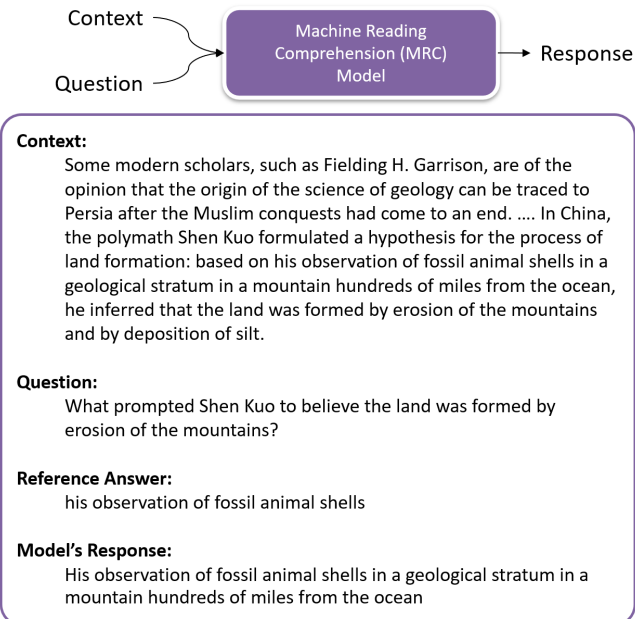 Context
Question
Machine Reading
Comprehension (MRC)
Model
Response
Context:
Some modern scholars, such as Fielding H. Garrison, are of the
opinion that the origin of the science of geology can be traced to
Persia after the Muslim conquests had come to an end. .... In China,
the polymath Shen Kuo formulated a hypothesis for the process of
land formation: based on his observation of fossil animal shells in a
geological stratum in a mountain hundreds of miles from the ocean,
he inferred that the land was formed by erosion of the mountains
and by deposition of silt.
Question:
What prompted Shen Kuo to believe the land was formed by
erosion of the mountains?
Reference Answer:
his observation of fossil animal shells
Model’s Response:
His observation of fossil animal shells in a geological stratum in a
mountain hundreds of miles from the ocean